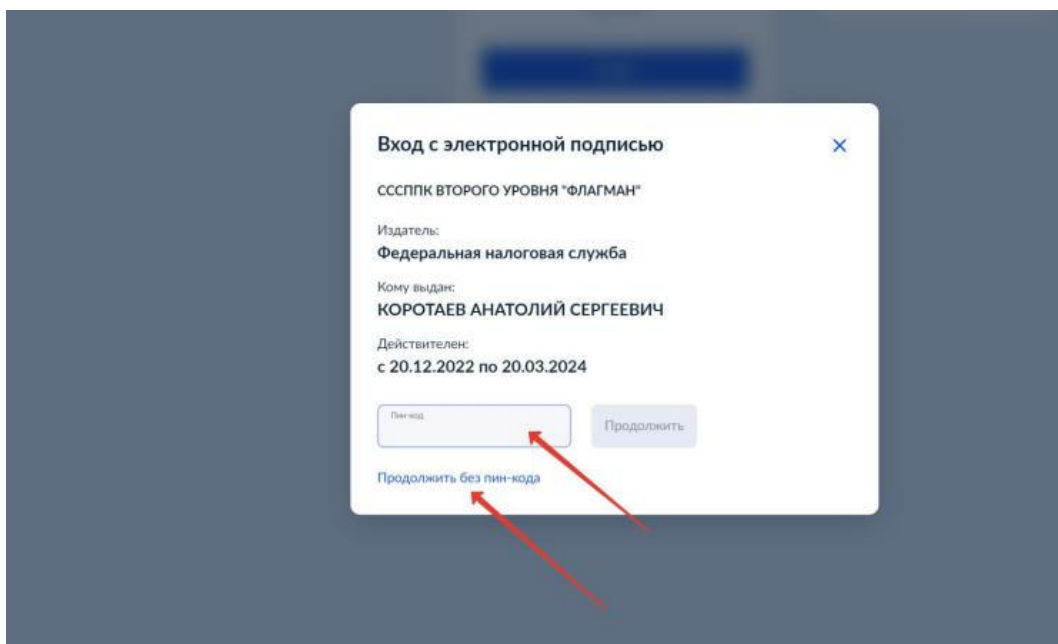 Вход с электронной подписью
СССППК ВТОРОГО УРОВНЯ "ФЛАГМАН"
Издатель:
Федеральная налоговая служба
Кому выдан:
КОРОТАЕВ АНАТОЛИЙ СЕРГЕЕВИЧ
Действителен:
с 20.12.2022 по 20.03.2024
Пин-код
Продолжить
Продолжить без пин-кода